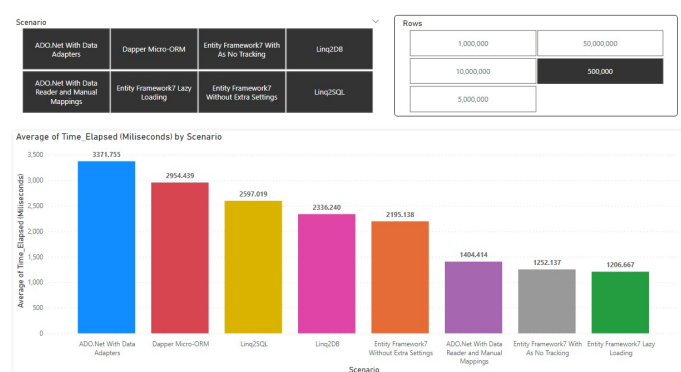 Scenario
ADO.Net With Data
Adapters
Dapper Micro-ORM
Entity Framework7 With
As No Tracking
Linq2DB
ADO.Net With Data
Reader and Manual
Mappings
Entity Framework7 Lazy
Loading
Entity Framework7
Without Extra Settings
Linq2SQL
Rows
1,000,000
50,000,000
10,000,000
500,000
5,000,000
Average of Time_Elapsed (Miliseconds) by Scenario
Average of Time_Elapsed (Miliseconds)
3,500
3,000
2,500
2,000
1,500
1,000
500
0
3371.755
2954.439
2597.019
2336.240
2195.138
1404.414
1252.137
1206.667
ADO.Net With Data
Adapters
Dapper Micro-ORM
Linq2SQL
Linq2DB
Entity Framework7
Without Extra Settings
ADO.Net With Data
Reader and Manual
Mappings
Entity Framework7 With
As No Tracking
Entity Framework7 Lazy
Loading
Scenario